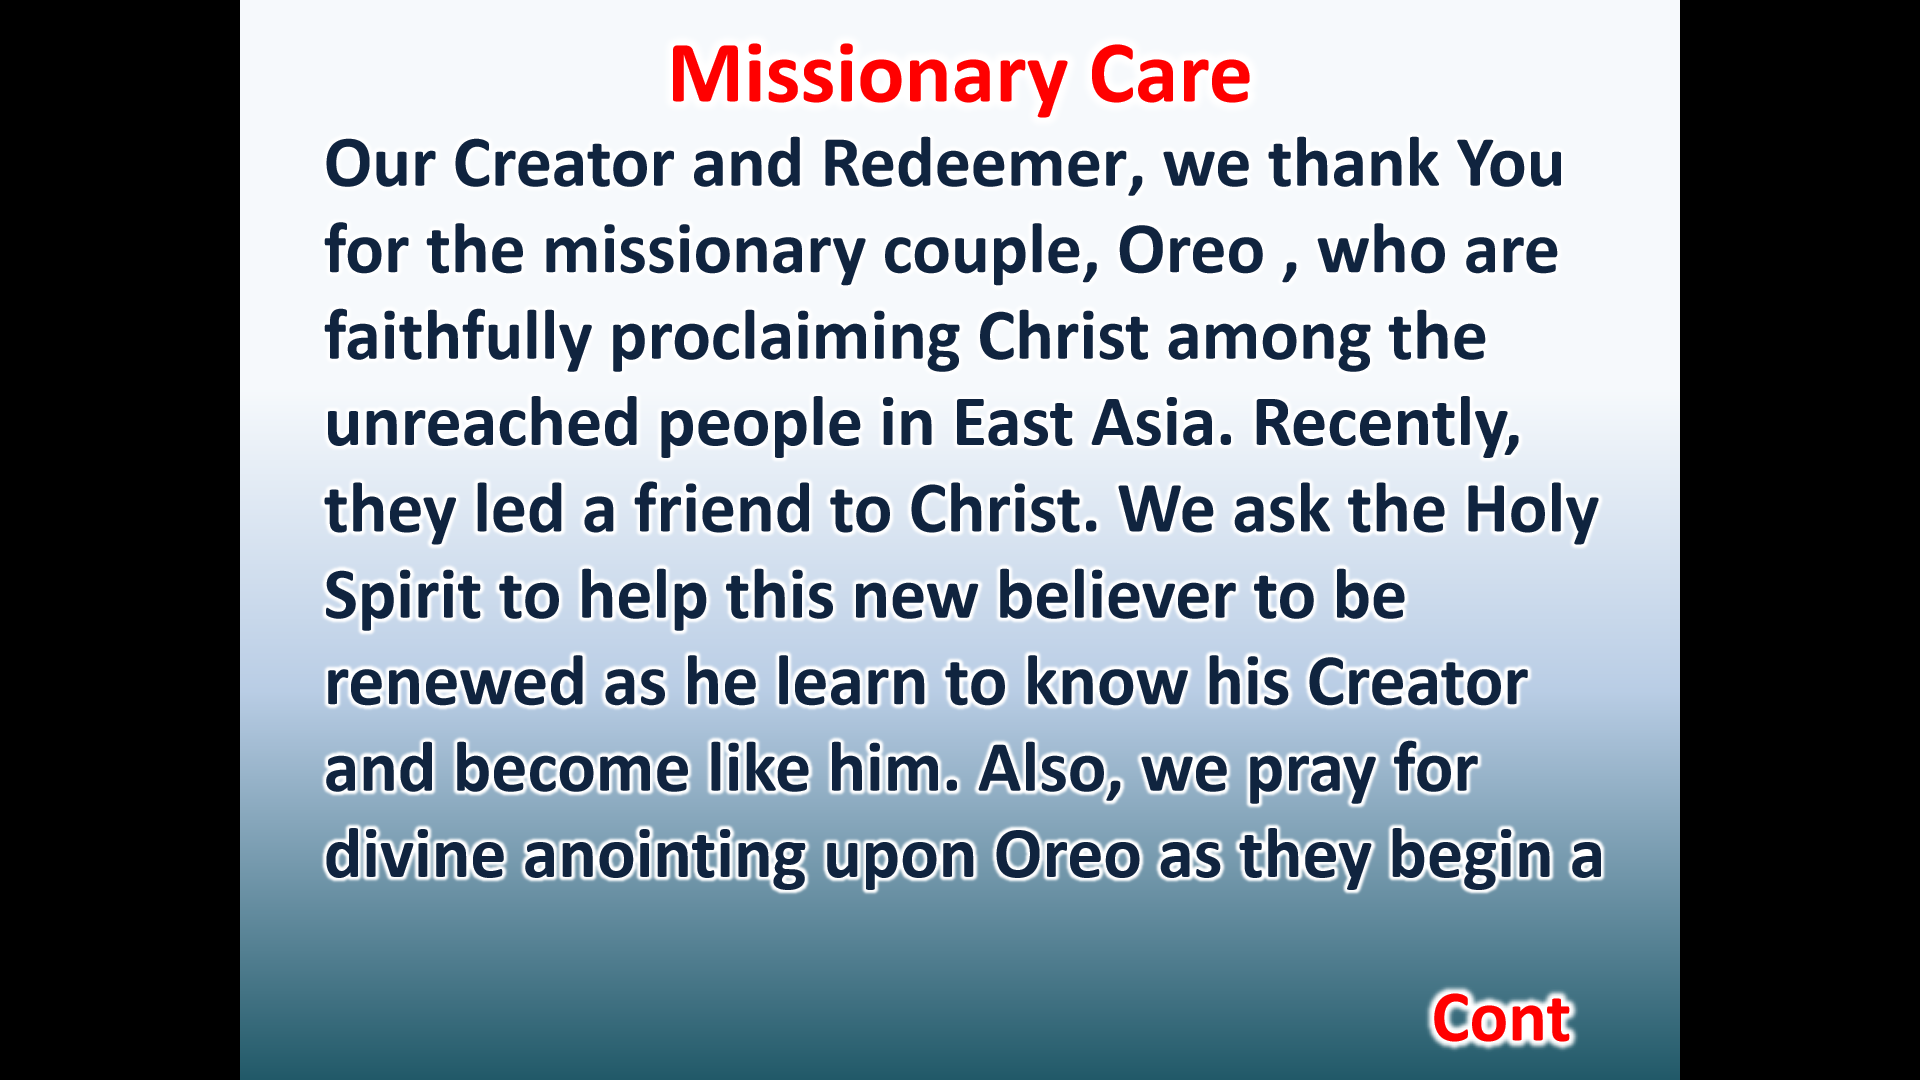 Missionary Care
Our Creator and Redeemer, we thank You
for the missionary couple, Oreo , who are
faithfully proclaiming Christ among the
unreached people in East Asia. Recently,
they led a friend to Christ. We ask the Holy
Spirit to help this new believer to be
renewed as he learn to know his Creator
and become like him. Also, we pray for
divine anointing upon Oreo as they begin a
Cont